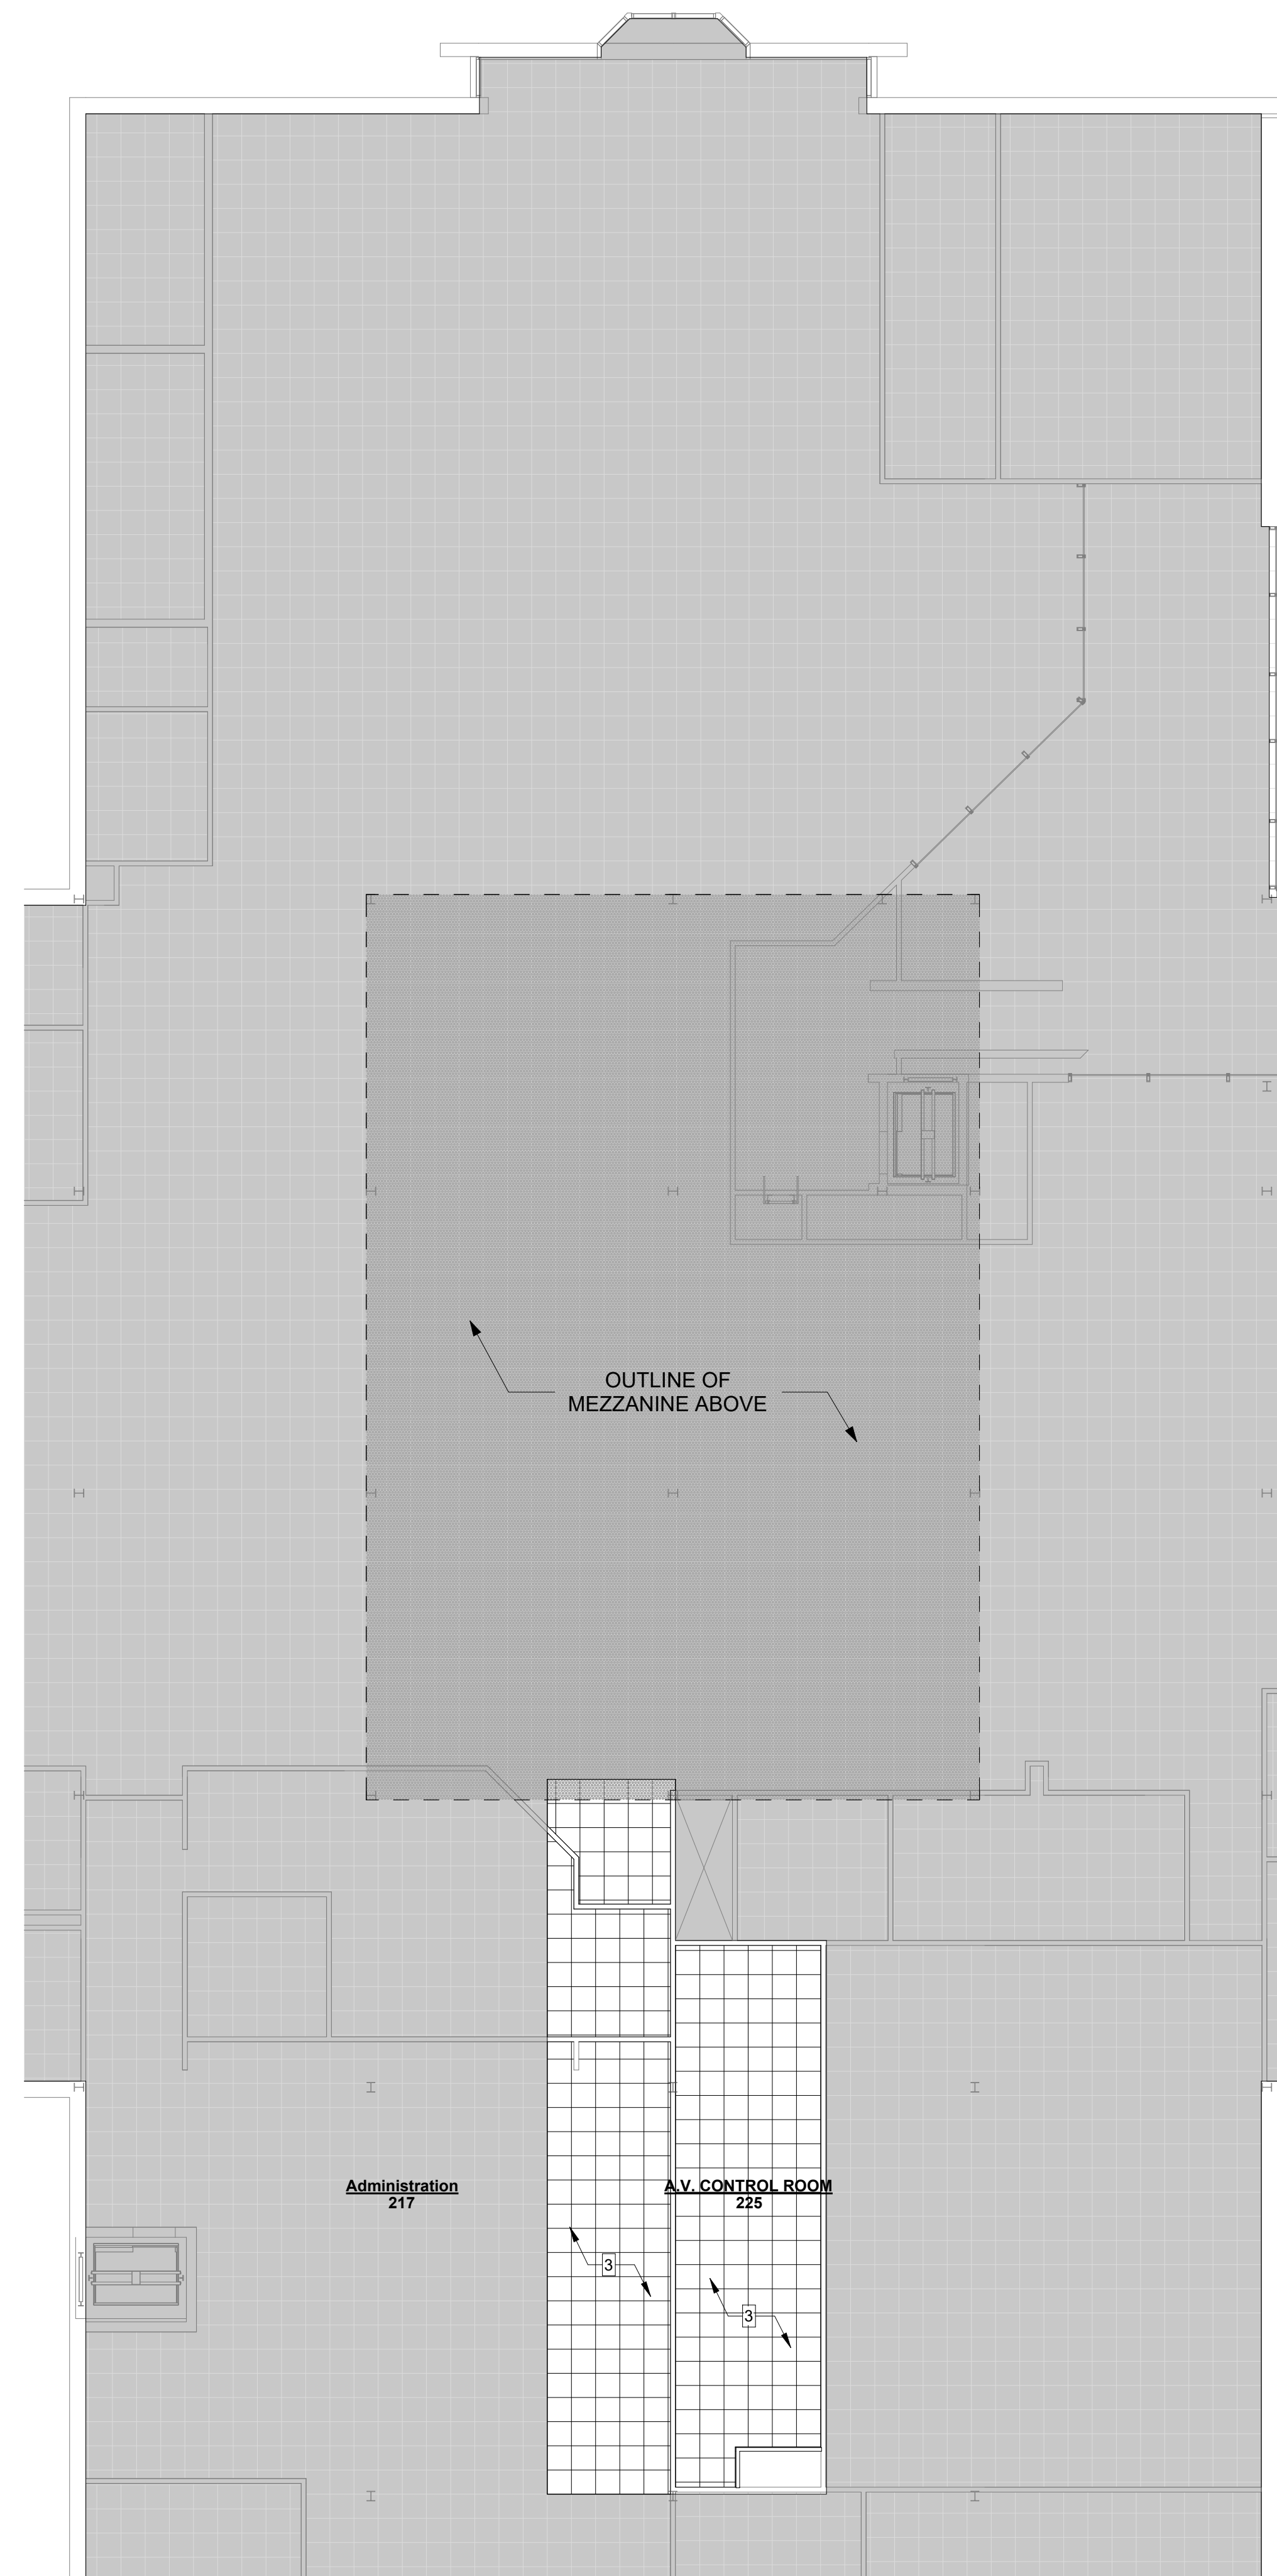 OUTLINE OF
MEZZANINE ABOVE
Administration
217
A.V. CONTROL ROOM
225
3
3